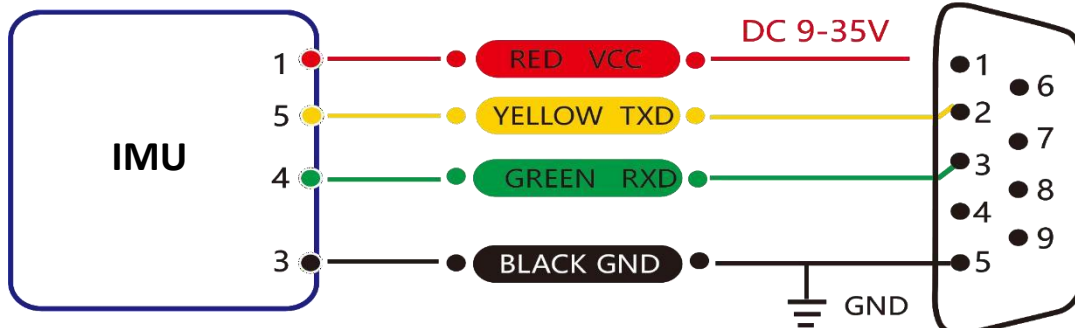 DC 9-35V
1 RED VCC 1
6
5 YELLOW TXD 2
7
IMU
3
4 GREEN RXD
8
4
9
3 BLACK GND 5
GND